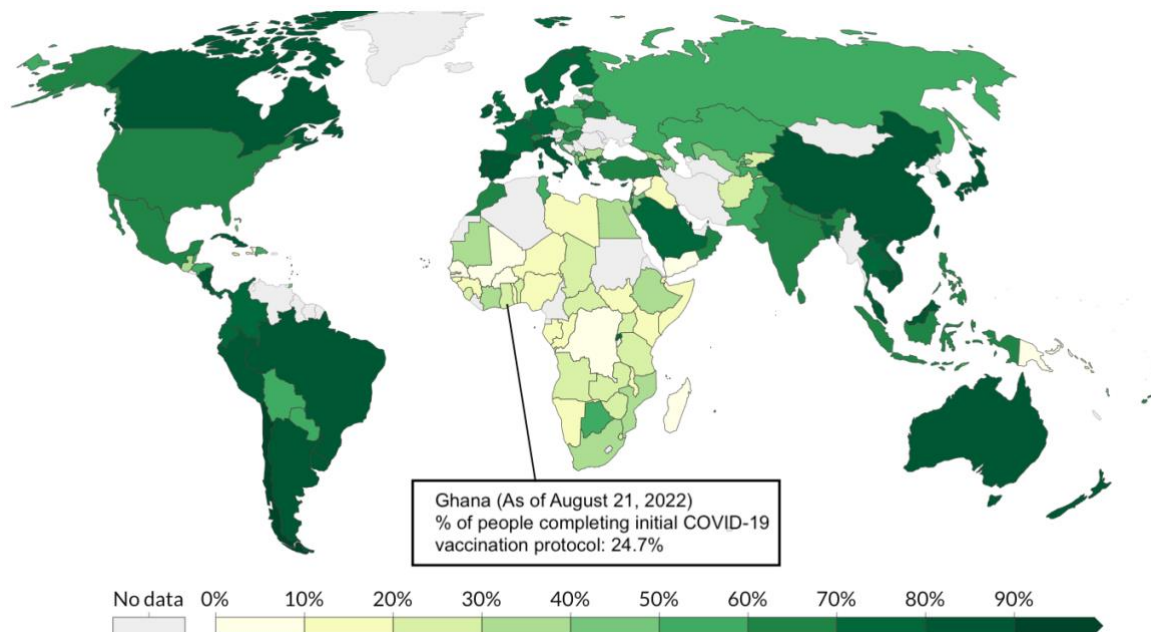 Ghana (As of August 21, 2022)
% of people completing initial COVID-19
vaccination protocol: 24.7%
No data 0% 10% 20% 30% 40% 50% 60% 70% 80% 90%